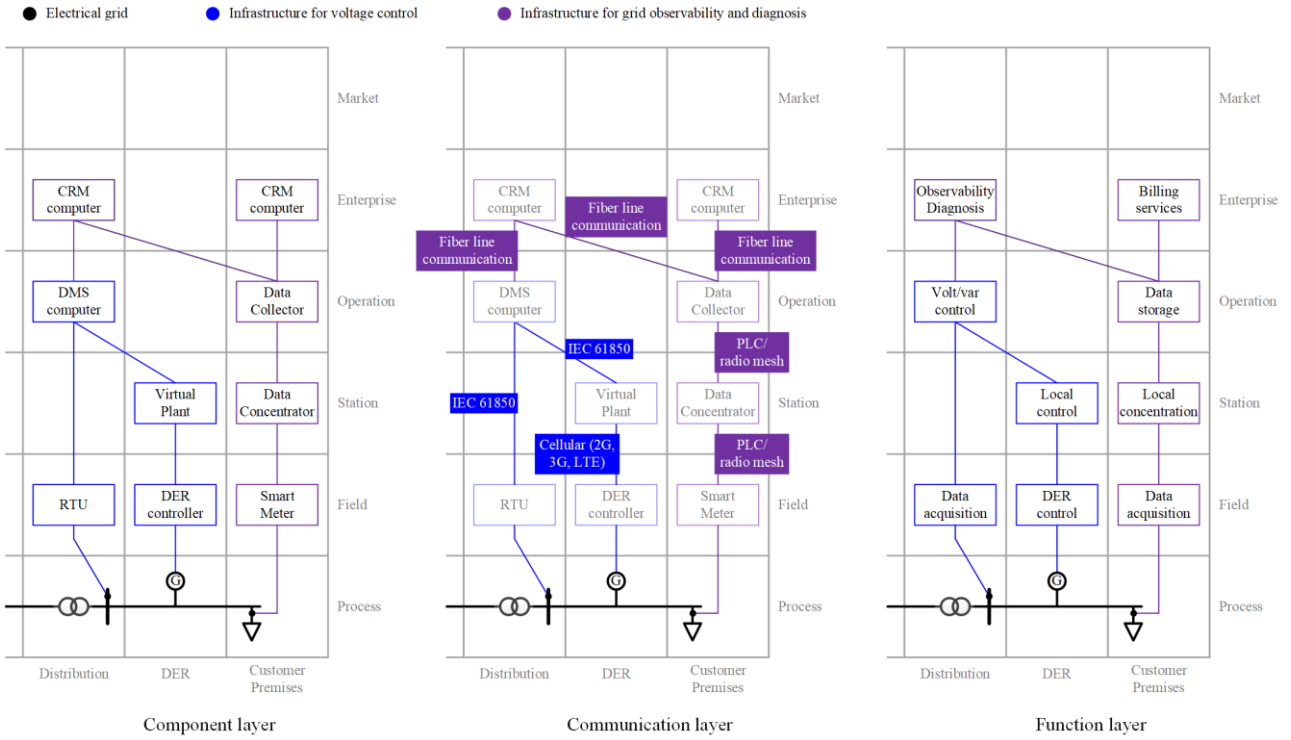 Electrical grid
Infrastructure for voltage control
Infrastructure for grid observability and diagnosis
Market
CRM
computer
CRM
computer
Enterprise
DMS
computer
Data
Collector
Operation
Virtual
Plant
Data
Concentrator
Station
RTU
DER
controller
Smart
Meter
Field
G
Process
Distribution
DER
Customer
Premises
Component layer
Market
CRM
computer
Fiber line
communication
CRM
computer
Enterprise
Fiber line
communication
Fiber line
communication
DMS
computer
Data
Collector
Operation
IEC 61850
PLC/
radio mesh
IEC 61850
Virtual
Plant
Data
Concentrator
Station
Cellular (2G,
3G, LTE)
PLC/
radio mesh
RTU
DER
controller
Smart
Meter
Field
G
Process
Distribution
DER
Customer
Premises
Communication layer
Market
Observability
Diagnosis
Billing
services
Enterprise
Volt/var
control
Data
storage
Operation
Local
control
Local
concentration
Station
Data
acquisition
DER
control
Data
acquisition
Field
G
Process
Distribution
DER
Customer
Premises
Function layer